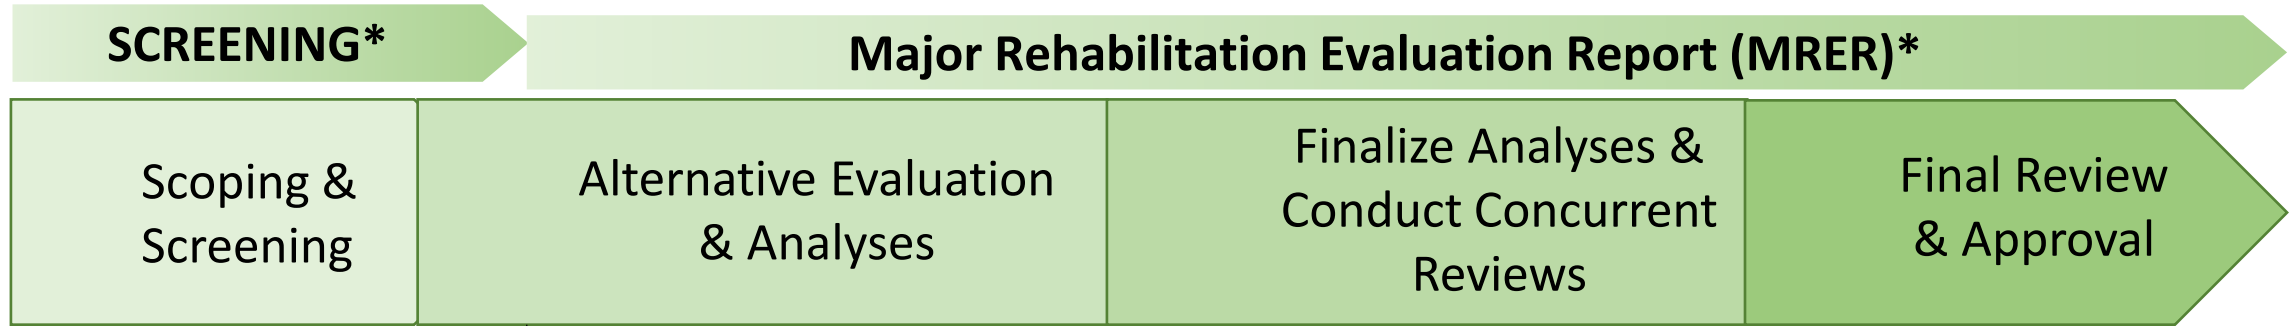 SCREENING*
Major Rehabilitation Evaluation Report (MRER)*
Scoping &
Screening
Alternative Evaluation
& Analyses
Finalize Analyses &
Conduct Concurrent
Reviews
Final Review
& Approval